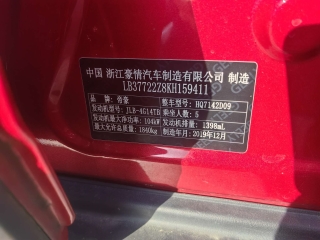 中国 浙江豪情汽车制造有限公司 制造
LB37722Z8KH159411
品牌：帝豪 整车型号：HQ7142D09
发动机型号：JLB-4G14TB 乘坐人数：5
发动机最大净功率：104kW 发动机排量：1398mL
最大允许总质量：1840kg 制造年月：2019年12月